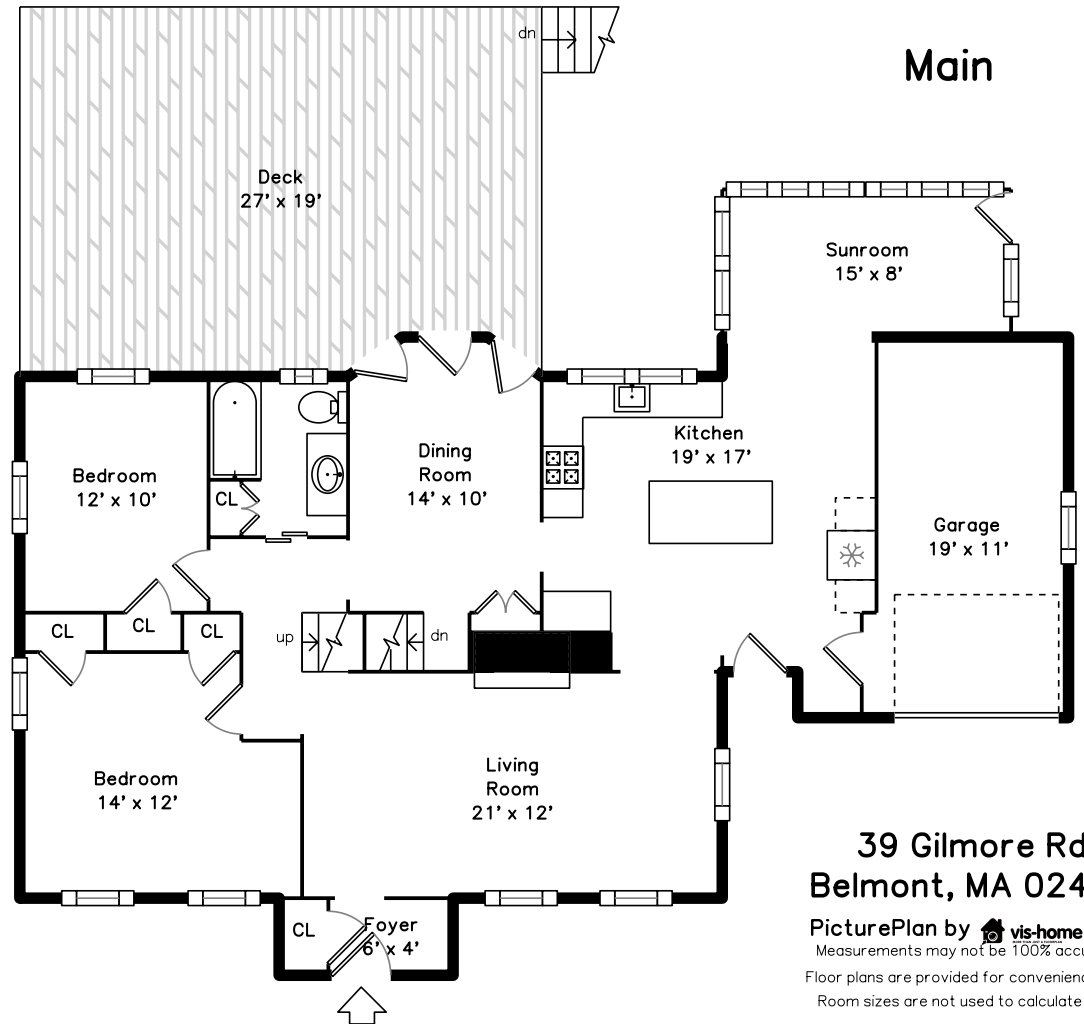 dn
Main
Deck
27' x 19'
Sunroom
15' x 8'
Dining
Room
14' x 10'
Kitchen
19' x 17'
Bedroom
12' x 10'
CL
Garage
19' x 11'
CL
CL
CL
up
dn
Bedroom
14' x 12'
Living
Room
21' x 12'
CL
Foyer
6' x 4'
39 Gilmore Rd
Belmont, MA 024
PicturePlan by vis-home
Measurements may not be 100% accu
Floor plans are provided for convenienc
Room sizes are not used to calculate